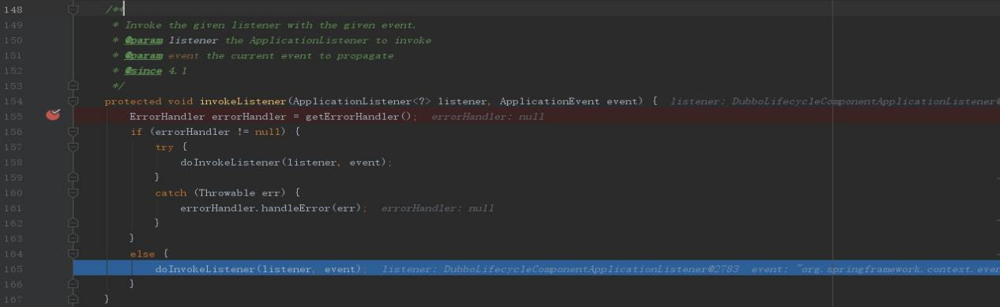 148 /**
149 * Invoke the given listener with the given event.
150 * @param listener the ApplicationListener to invoke
151 * @param event the current event to propagate
152 * @since 4.1
153 */
154 protected void invokeListener(ApplicationListener<?> listener, ApplicationEvent event) { listener: DubboLifecycleComponentApplicationListener@
155 ErrorHandler errorHandler = getErrorHandler(); errorHandler: null
156 if (errorHandler != null) {
157 try {
158 doInvokeListener(listener, event);
159 }
160 catch (Throwable err) {
161 errorHandler.handleError(err); errorHandler: null
162 }
163 }
164 else {
165 doInvokeListener(listener, event); listener: DubboLifecycleComponentApplicationListener@2783 event: "org.springframework.context.even
166 }
167 }